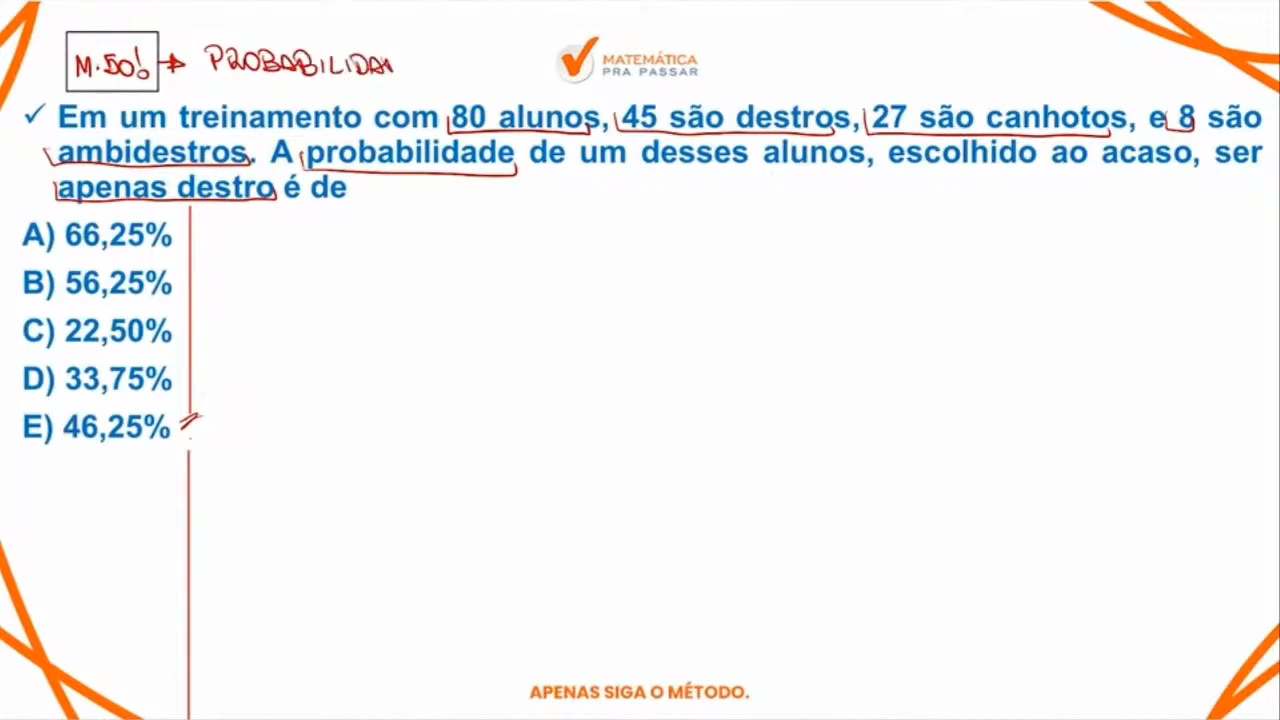 M.50! → PROBABILIDA
MATEMÁTICA
PRA PASSAR
✓ Em um treinamento com 80 alunos, 45 são destros, 27 são canhotos, e 8 são
ambidestros. A probabilidade de um desses alunos, escolhido ao acaso, ser
apenas destro é de
A) 66,25%
B) 56,25%
C) 22,50%
D) 33,75%
E) 46,25%
APENAS SIGA O MÉTODO.